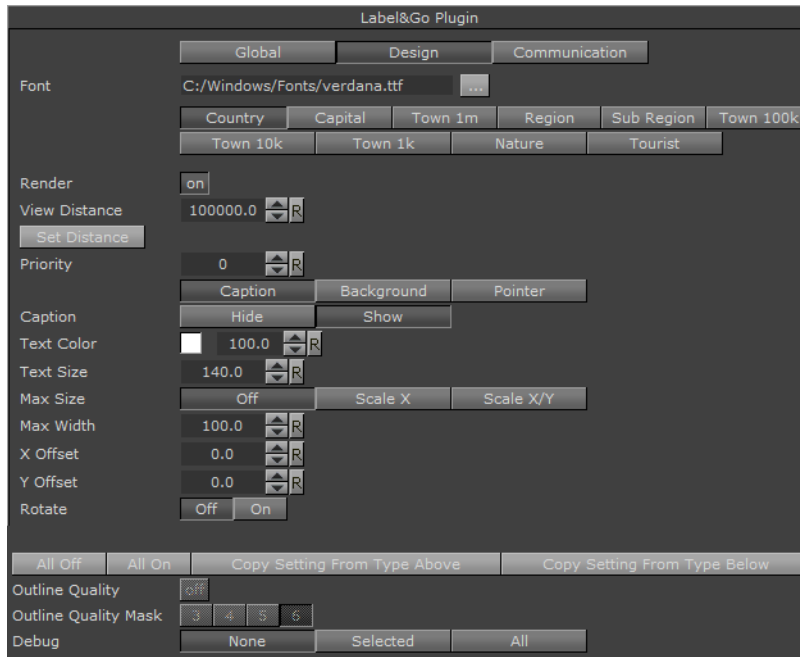 Label&Go Plugin
Global Design Communication
Font C:/Windows/Fonts/verdana.ttf ...
Country Capital Town 1m Region Sub Region Town 100k
Town 10k Town 1k Nature Tourist
Render on
View Distance 100000.0 R
Set Distance
Priority 0 R
Caption Background Pointer
Caption Hide Show
Text Color 100.0 R
Text Size 140.0 R
Max Size Off Scale X Scale X/Y
Max Width 100.0 R
X Offset 0.0 R
Y Offset 0.0 R
Rotate Off On
All Off All On Copy Setting From Type Above Copy Setting From Type Below
Outline Quality off
Outline Quality Mask 3 4 5 6
Debug None Selected All